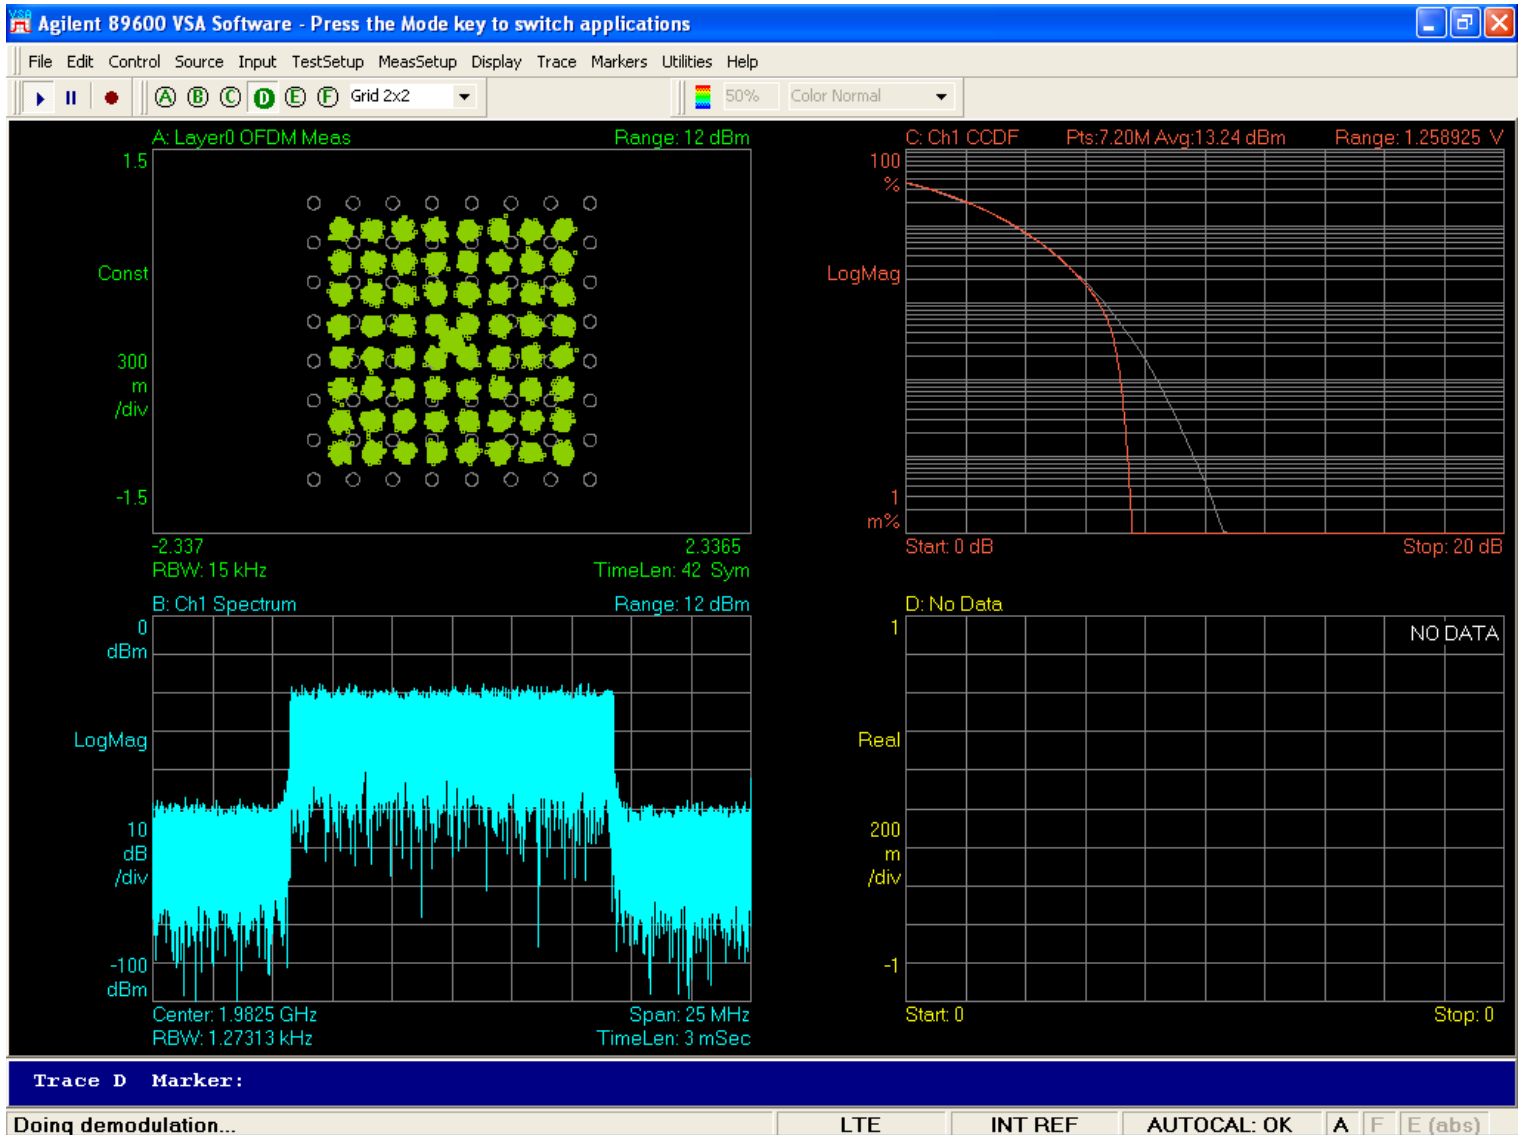 Agilent 89600 VSA Software - Press the Mode key to switch applications
File Edit Control Source Input TestSetup MeasSetup Display Trace Markers Utilities Help
A B C D E F Grid 2x2 50% Color Normal
A: Layer0 OFDM Meas Range: 12 dBm
1.5
Const
300
m
/div
-1.5
-2.337 2.3365
RBW: 15 kHz TimeLen: 42 Sym
C: Ch1 CCDF Pts:7.20M Avg:13.24 dBm Range: 1.258925 V
100
%
LogMag
1
m%
Start: 0 dB Stop: 20 dB
B: Ch1 Spectrum Range: 12 dBm
0
dBm
LogMag
10
dB
/div
-100
dBm
Center: 1.9825 GHz Span: 25 MHz
RBW: 1.27313 kHz TimeLen: 3 mSec
D: No Data
1
NO DATA
Real
200
m
/div
-1
Start: 0 Stop: 0
Trace D Marker:
Doing demodulation... LTE INT REF AUTOCAL: OK A F E (abs)